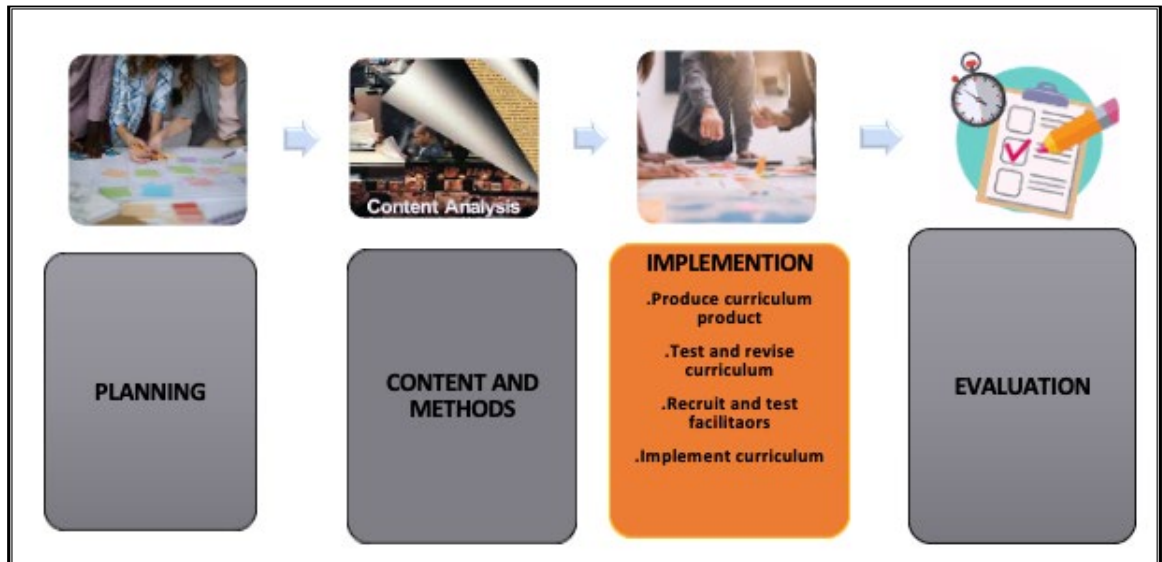 Content Analysis
PLANNING
CONTENT AND
METHODS
IMPLEMENTION
.Produce curriculum
product
.Test and revise
curriculum
.Recruit and test
facilitaors
.Implement curriculum
EVALUATION